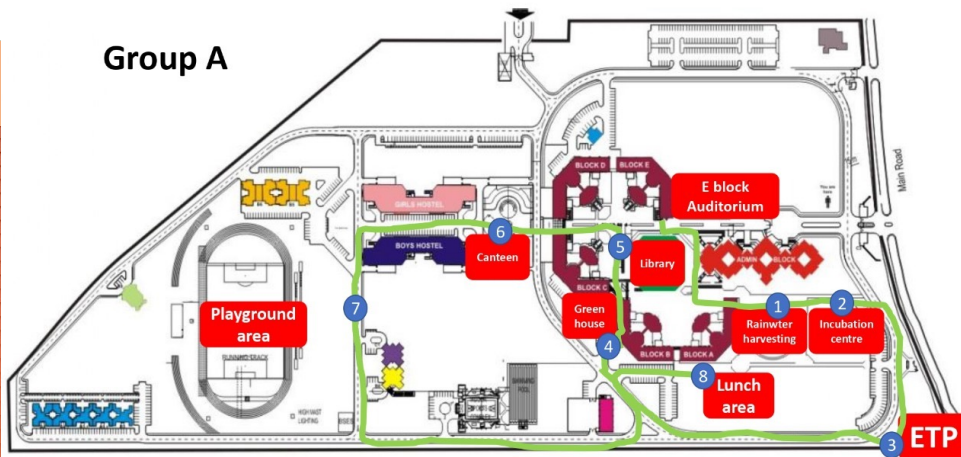 Group A
Main Road
You are
here
BLOCK D
BLOCK E
E block
Auditorium
GIRLS HOSTEL
6
5
BOYS HOSTEL
Canteen
Library
ADMIN
BLOCK
BLOCK C
7
Playground
area
RUNNING TRACK
Green
house
1
2
Rainwter
harvesting
Incubation
centre
4
BLOCK B
BLOCK A
8
Lunch
area
SWIMMING
POOL
SPORTS
HIGH MAST
LIGHTING
3
ETP